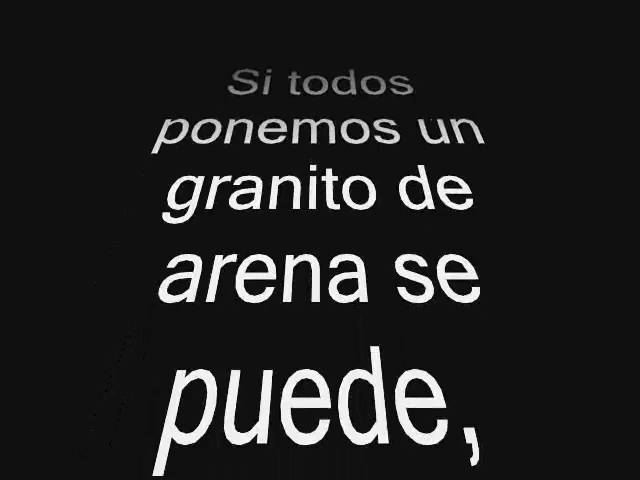 Si todos
ponemos un
granito de
arena se
puede,